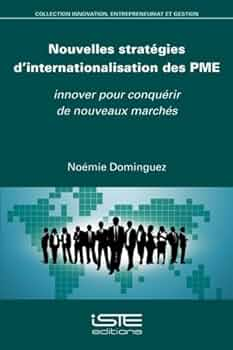 COLLECTION INNOVATION, ENTREPRENEURIAT ET GESTION
Nouvelles stratégies
d'internationalisation des PME
innover pour conquérir
de nouveaux marchés
Noémie Dominguez
iSTE
editions